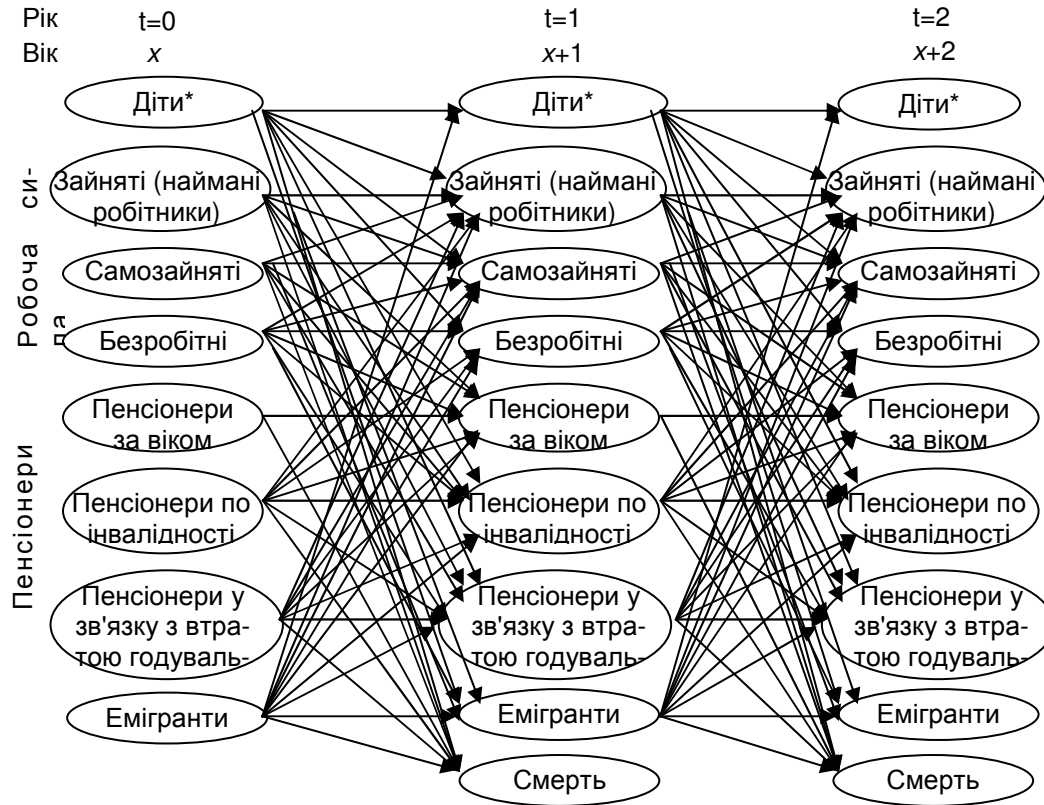 Рік t=0 t=1 t=2
Вік x x+1 x+2
Діти* Діти* Діти*
Зайняті (наймані Зайняті (наймані Зайняті (наймані
робітники) робітники) робітники)
Самозайняті Самозайняті Самозайняті
Безробітні Безробітні Безробітні
Пенсіонери Пенсіонери Пенсіонери
за віком за віком за віком
Пенсіонери по Пенсіонери по Пенсіонери по
інвалідності інвалідності інвалідності
Пенсіонери у Пенсіонери у Пенсіонери у
зв'язку з втра- зв'язку з втра- зв'язку з втра-
тою годуваль- тою годуваль- тою годуваль-
Емігранти Емігранти Емігранти
Смерть Смерть
Робоча си-
ла
Пенсіонери